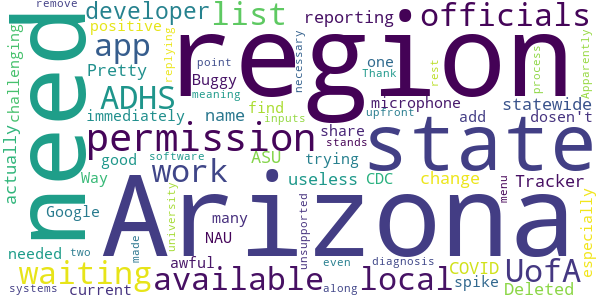 remove
developer list reporting officials
positive
replying
necessary
need
region
rest
process
Apparently
challenging
app
Pretty
Buggy
point
Thank
one
ADHS
meaning
find
microphone
statewide
immediately
name
inputs
upfront
share
add
dosen't
actually
permission
stands
state
good
software
ASU
trying
Way
work
useless
CDC
change
Tracker
Google
university
many
Arizona
unsupported
menu
especially
NAU
needed
two
awful
COVID
UofA
waiting
made
available
local
spike
systems
current
along
even
diagnosis
Deleted